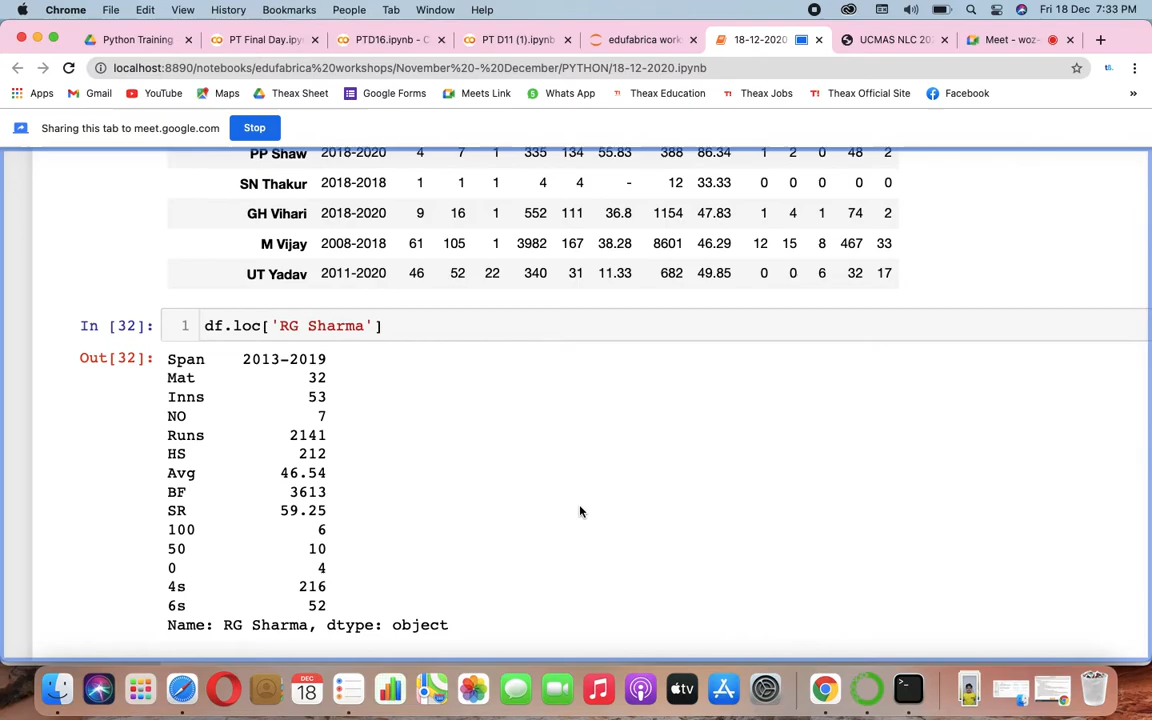 Chrome File Edit View History Bookmarks People Tab Window Help Fri 18 Dec 7:33 PM
Python Training PT Final Day.ipy PTD16.ipynb - C PT D11 (1).ipynb edufabrica work 18-12-2020 UCMAS NLC 202 Meet - woz-
localhost:8890/notebooks/edufabrica%20workshops/November%20-%20December/PYTHON/18-12-2020.ipynb
Apps Gmail YouTube Maps Theax Sheet Google Forms Meets Link Whats App Theax Education Theax Jobs Theax Official Site Facebook »
Sharing this tab to meet.google.com Stop
PP Shaw 2018-2020 4 7 1 335 134 55.83 388 86.34 1 2 0 48 2
SN Thakur 2018-2018 1 1 1 4 4 - 12 33.33 0 0 0 0 0
GH Vihari 2018-2020 9 16 1 552 111 36.8 1154 47.83 1 4 1 74 2
M Vijay 2008-2018 61 105 1 3982 167 38.28 8601 46.29 12 15 8 467 33
UT Yadav 2011-2020 46 52 22 340 31 11.33 682 49.85 0 0 6 32 17
In [32]: 1 df.loc['RG Sharma']
Out[32]: Span 2013-2019
Mat 32
Inns 53
NO 7
Runs 2141
HS 212
Avg 46.54
BF 3613
SR 59.25
100 6
50 10
0 4
4s 216
6s 52
Name: RG Sharma, dtype: object
DEC
18
tv